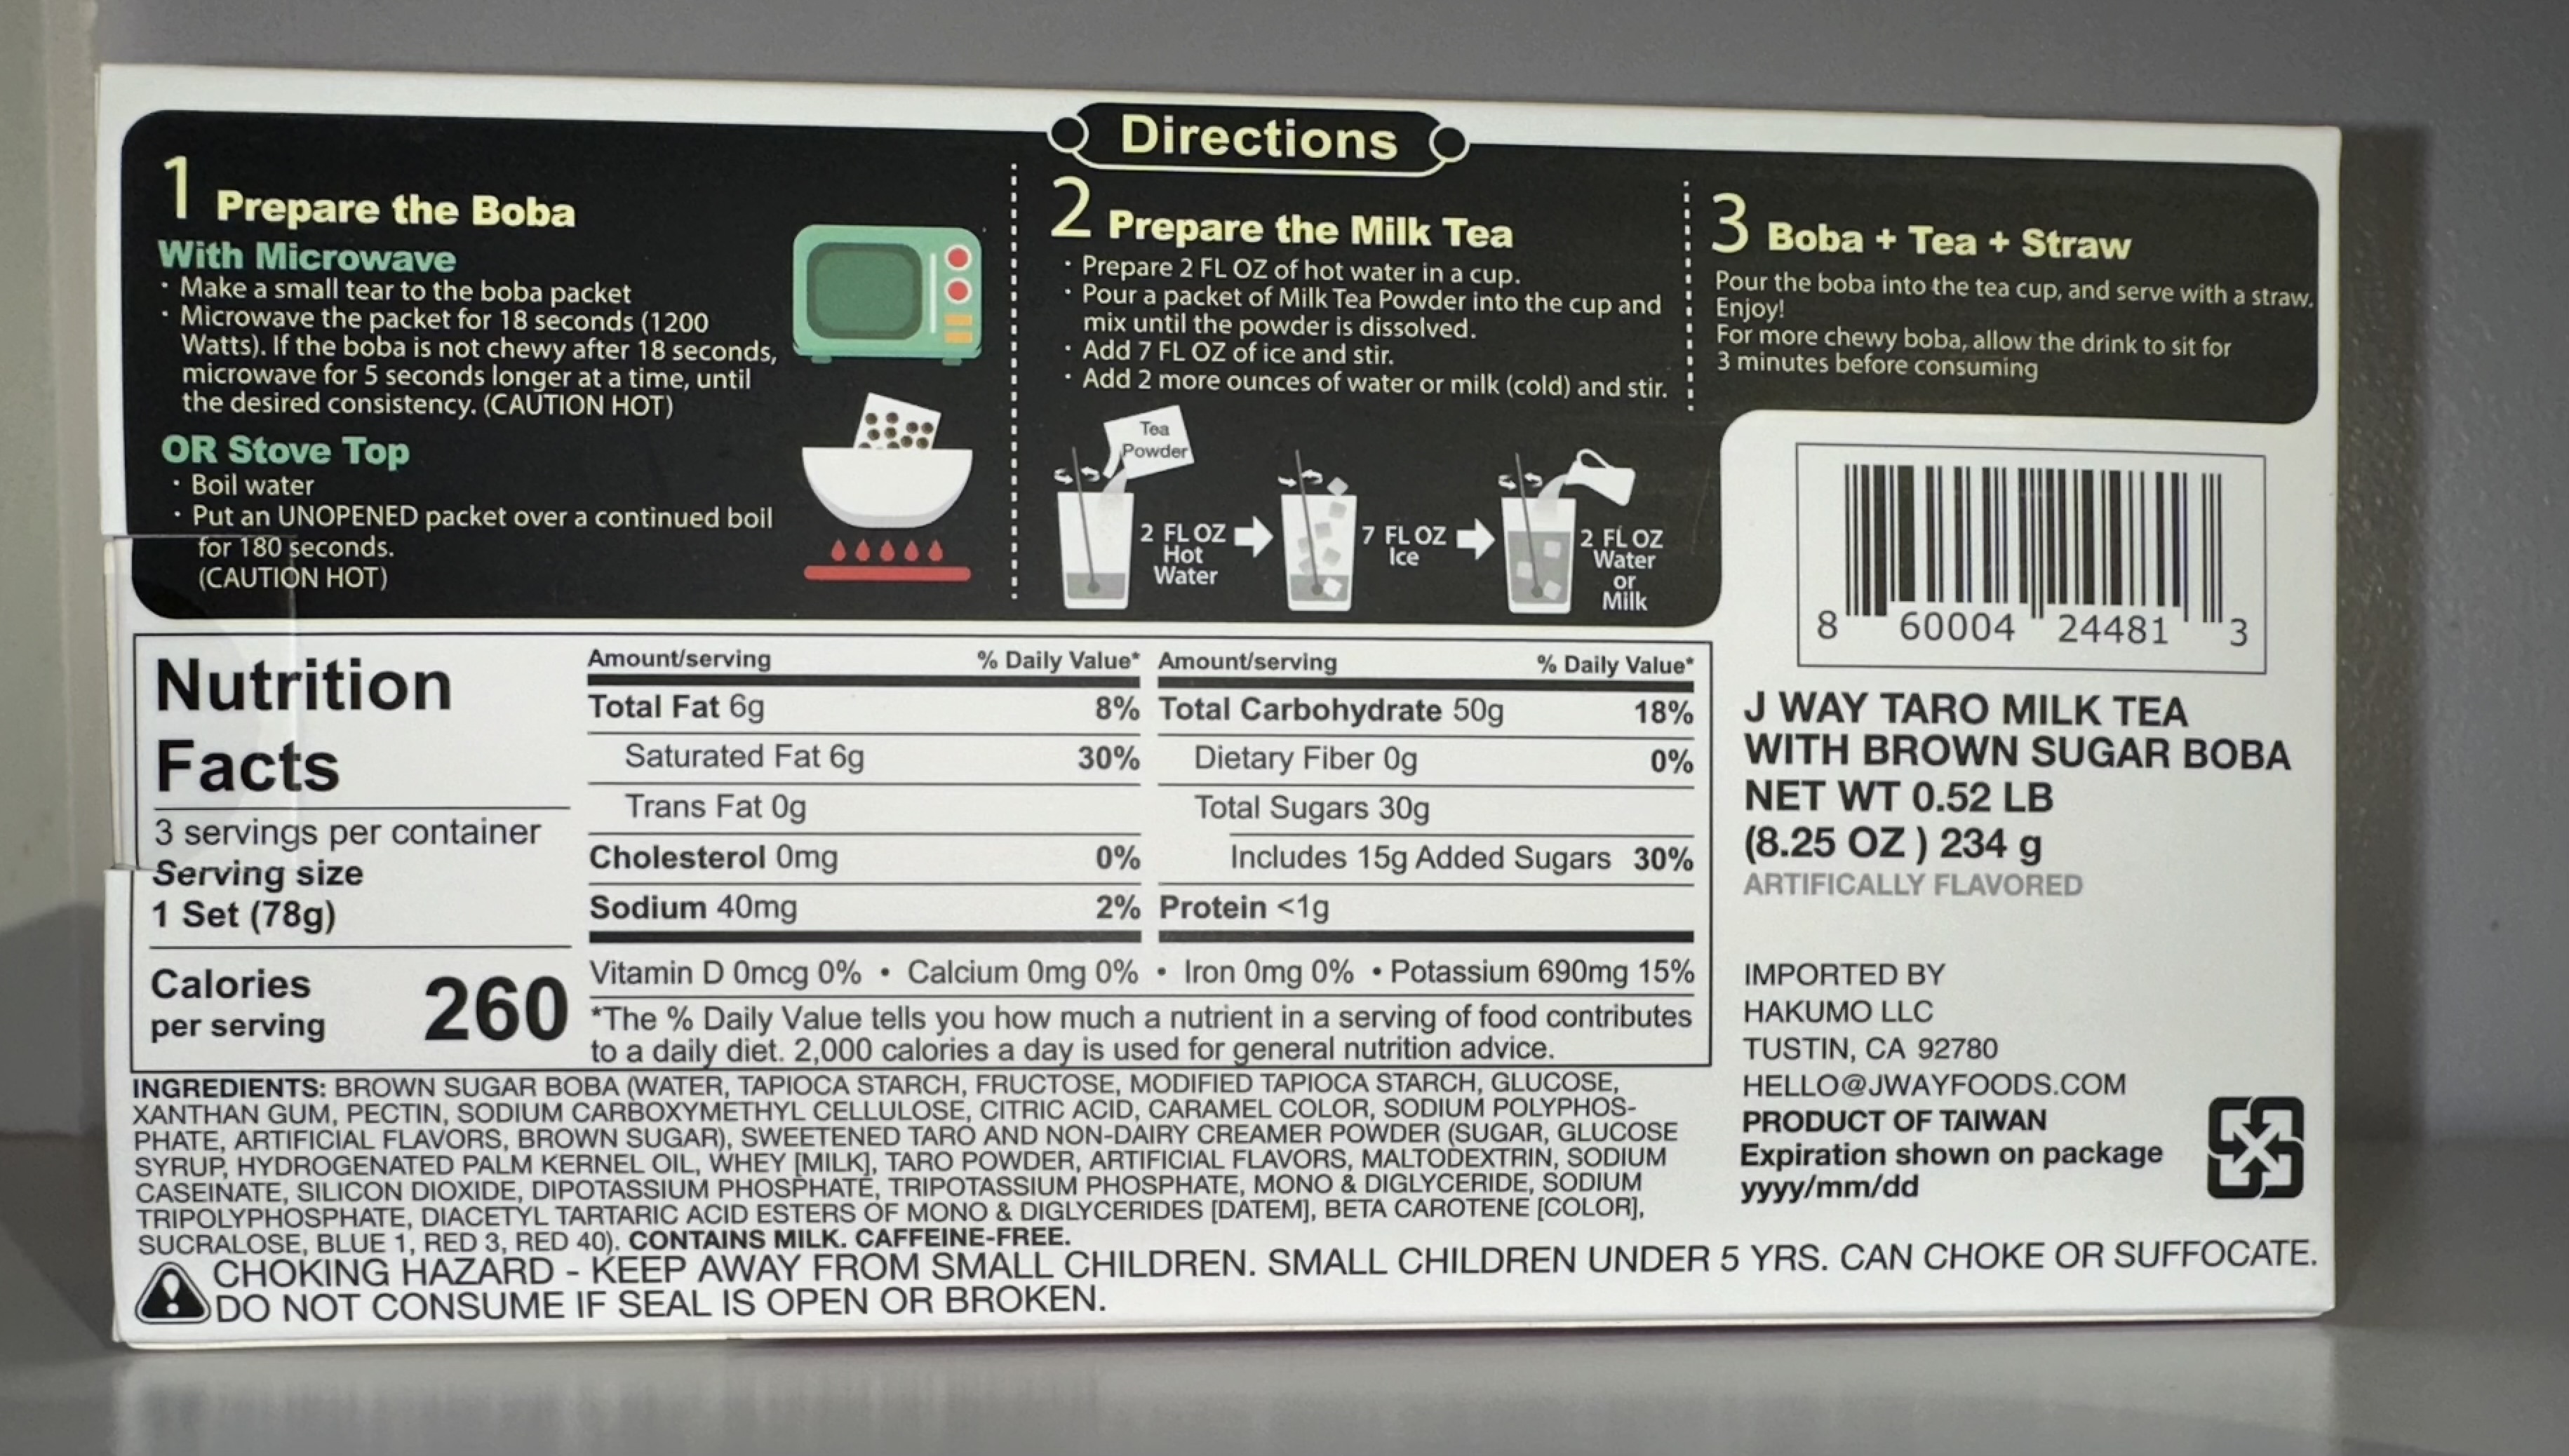 Directions
1 Prepare the Boba
With Microwave
· Make a small tear to the boba packet
· Microwave the packet for 18 seconds (1200
Watts). If the boba is not chewy after 18 seconds,
microwave for 5 seconds longer at a time, until
the desired consistency. (CAUTION HOT)
OR Stove Top
· Boil water
· Put an UNOPENED packet over a continued boil
for 180 seconds.
(CAUTION HOT)
2 Prepare the Milk Tea
· Prepare 2 FL OZ of hot water in a cup.
· Pour a packet of Milk Tea Powder into the cup and
mix until the powder is dissolved.
· Add 7 FL OZ of ice and stir.
· Add 2 more ounces of water or milk (cold) and stir.
Tea
Powder
2 FL OZ
Hot
Water
7 FL OZ
Ice
2 FL OZ
Water
or
Milk
3 Boba + Tea + Straw
Pour the boba into the tea cup, and serve with a straw.
Enjoy!
For more chewy boba, allow the drink to sit for
3 minutes before consuming
8 60004 24481 3
Nutrition
Facts
3 servings per container
Serving size
1 Set (78g)
Calories
per serving 260
Amount/serving % Daily Value*
Total Fat 6g 8%
Saturated Fat 6g 30%
Trans Fat 0g
Cholesterol 0mg 0%
Sodium 40mg 2%
Amount/serving % Daily Value*
Total Carbohydrate 50g 18%
Dietary Fiber 0g 0%
Total Sugars 30g
Includes 15g Added Sugars 30%
Protein <1g
Vitamin D 0mcg 0% • Calcium 0mg 0% • Iron 0mg 0% • Potassium 690mg 15%
*The % Daily Value tells you how much a nutrient in a serving of food contributes
to a daily diet. 2,000 calories a day is used for general nutrition advice.
INGREDIENTS: BROWN SUGAR BOBA (WATER, TAPIOCA STARCH, FRUCTOSE, MODIFIED TAPIOCA STARCH, GLUCOSE,
XANTHAN GUM, PECTIN, SODIUM CARBOXYMETHYL CELLULOSE, CITRIC ACID, CARAMEL COLOR, SODIUM POLYPHOS-
PHATE, ARTIFICIAL FLAVORS, BROWN SUGAR), SWEETENED TARO AND NON-DAIRY CREAMER POWDER (SUGAR, GLUCOSE
SYRUP, HYDROGENATED PALM KERNEL OIL, WHEY [MILK], TARO POWDER, ARTIFICIAL FLAVORS, MALTODEXTRIN, SODIUM
CASEINATE, SILICON DIOXIDE, DIPOTASSIUM PHOSPHATE, TRIPOTASSIUM PHOSPHATE, MONO & DIGLYCERIDE, SODIUM
TRIPOLYPHOSPHATE, DIACETYL TARTARIC ACID ESTERS OF MONO & DIGLYCERIDES [DATEM], BETA CAROTENE [COLOR],
SUCRALOSE, BLUE 1, RED 3, RED 40). CONTAINS MILK. CAFFEINE-FREE.
J WAY TARO MILK TEA
WITH BROWN SUGAR BOBA
NET WT 0.52 LB
(8.25 OZ ) 234 g
ARTIFICALLY FLAVORED
IMPORTED BY
HAKUMO LLC
TUSTIN, CA 92780
HELLO@JWAYFOODS.COM
PRODUCT OF TAIWAN
Expiration shown on package
yyyy/mm/dd
CHOKING HAZARD - KEEP AWAY FROM SMALL CHILDREN. SMALL CHILDREN UNDER 5 YRS. CAN CHOKE OR SUFFOCATE.
DO NOT CONSUME IF SEAL IS OPEN OR BROKEN.